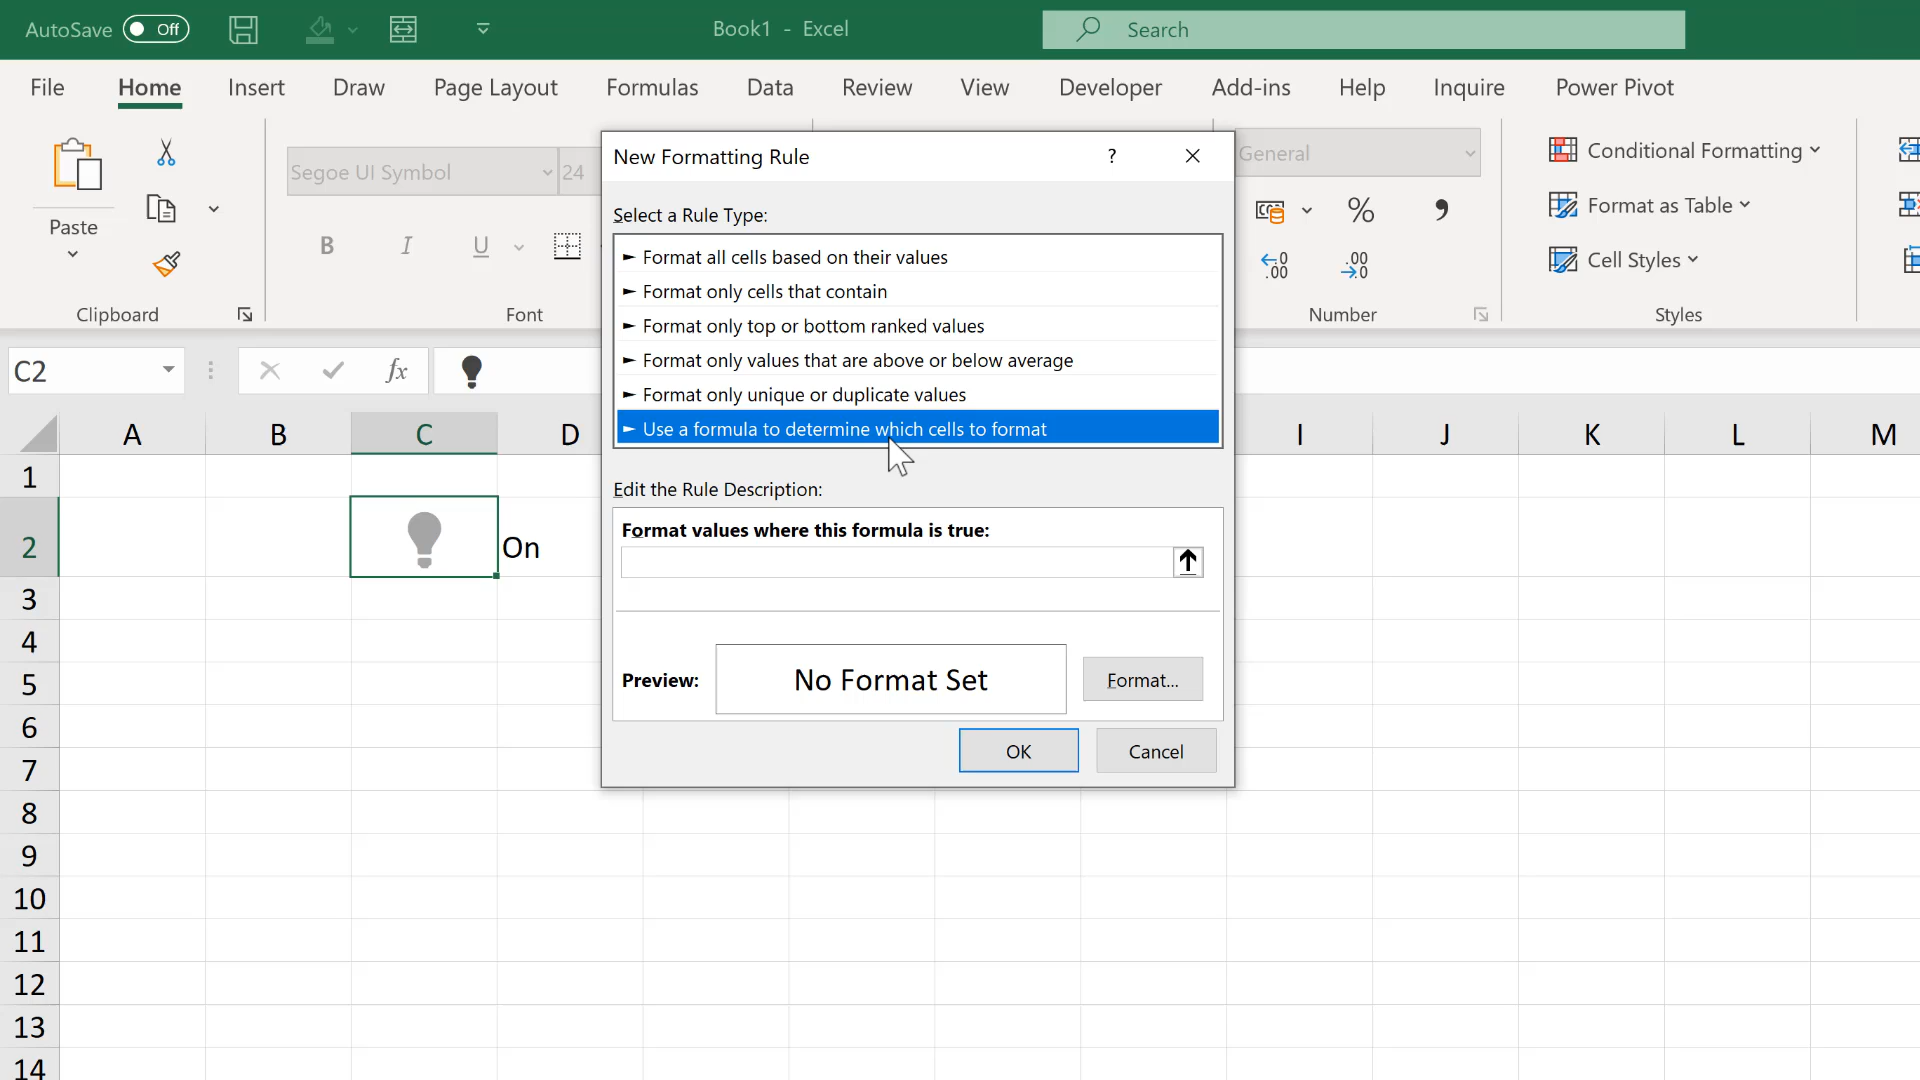 AutoSave Off Book1 - Excel Search
File Home Insert Draw Page Layout Formulas Data Review View Developer Add-ins Help Inquire Power Pivot
Paste
Clipboard
Segoe UI Symbol 24
B I U
Font
General
% ,
←0 .00 .00 →0
Number
Conditional Formatting
Format as Table
Cell Styles
Styles
New Formatting Rule ? ×
Select a Rule Type:
► Format all cells based on their values
► Format only cells that contain
► Format only top or bottom ranked values
► Format only values that are above or below average
► Format only unique or duplicate values
► Use a formula to determine which cells to format
Edit the Rule Description:
Format values where this formula is true:
Preview: No Format Set Format...
OK Cancel
C2 fx
A B C D I J K L M
1
2 On
3
4
5
6
7
8
9
10
11
12
13
14